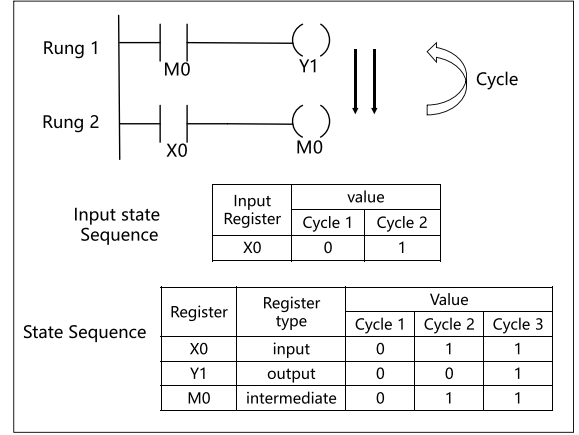 Rung 1
M0
Y1
Cycle
Rung 2
X0
M0
Input state
Sequence
Input
Register
value
Cycle 1
Cycle 2
X0
0
1
State Sequence
Register
Register
type
Value
Cycle 1
Cycle 2
Cycle 3
X0
input
0
1
1
Y1
output
0
0
1
M0
intermediate
0
1
1